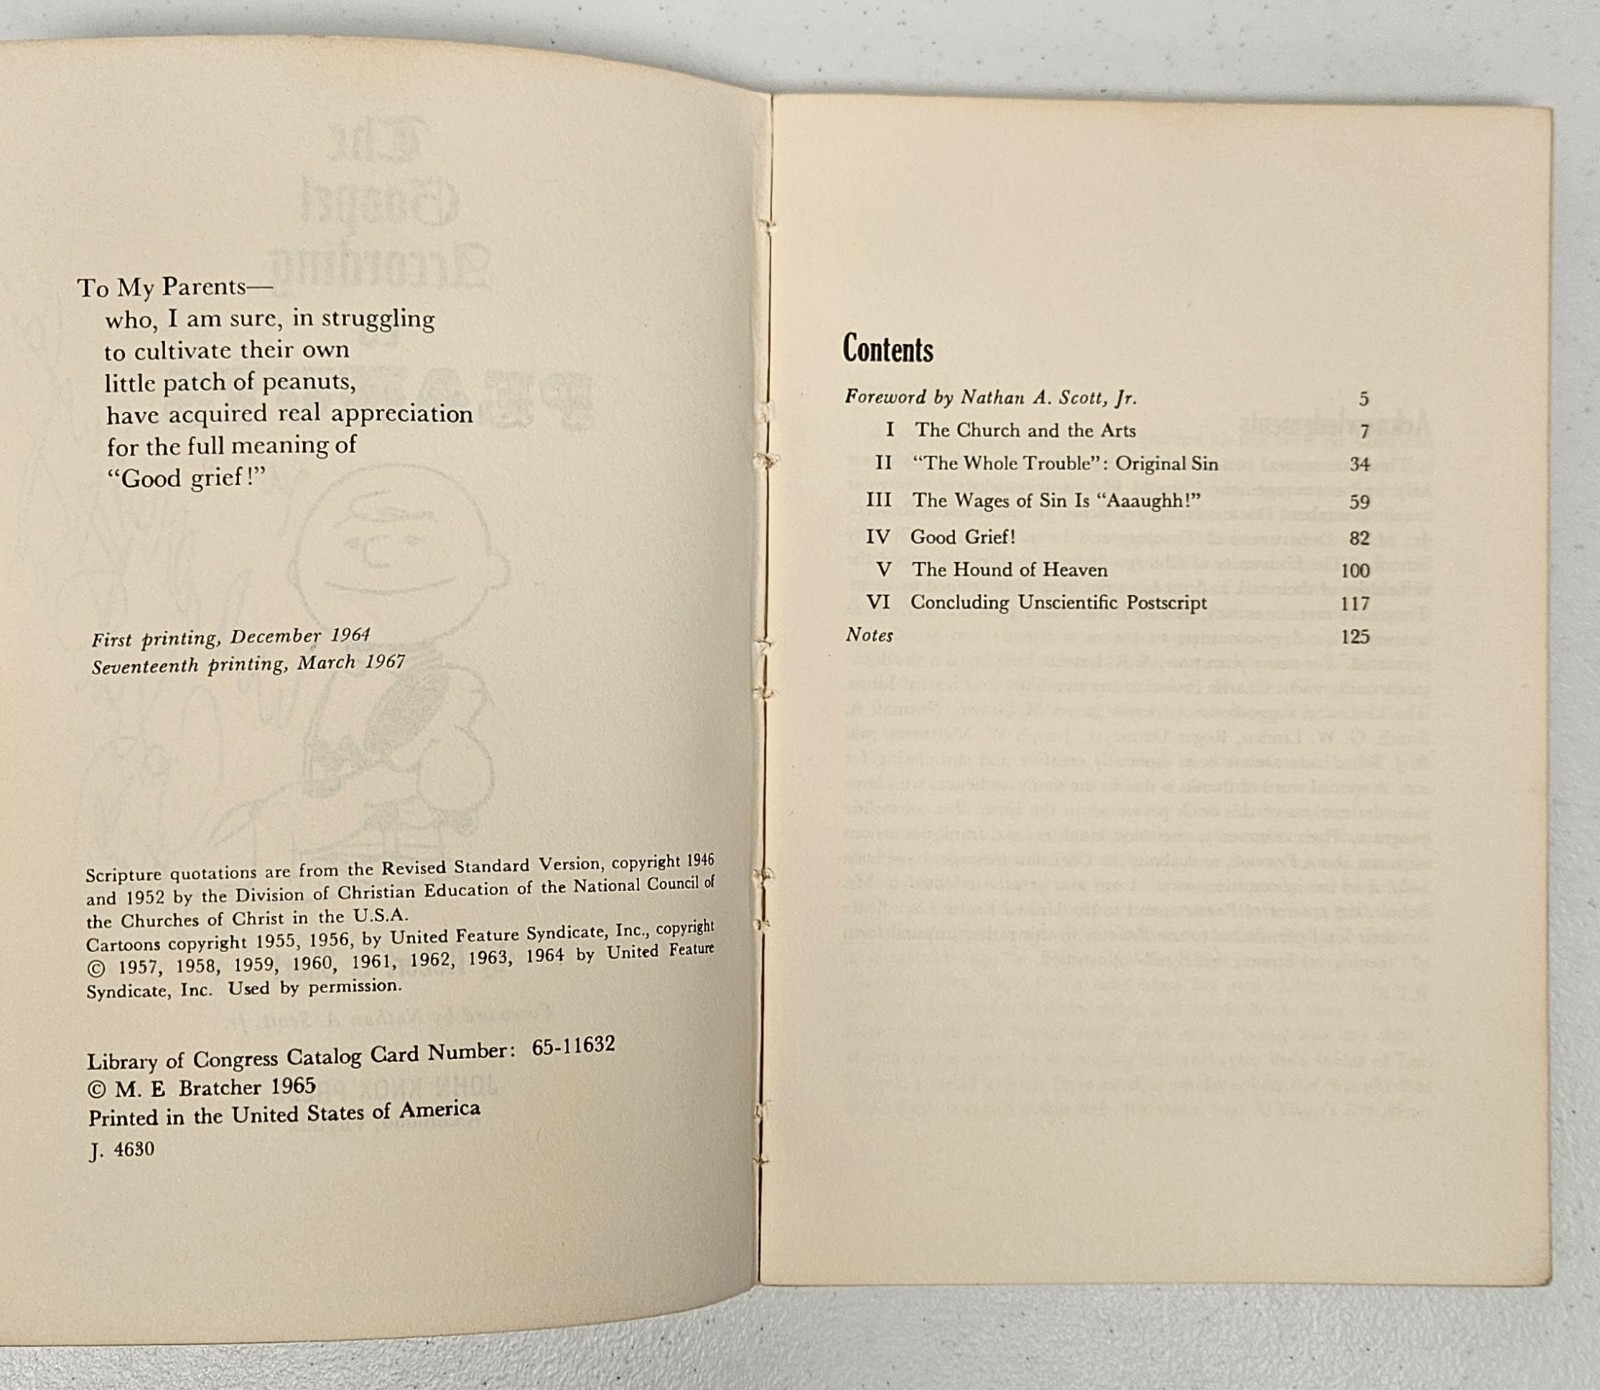 To My Parents—
who, I am sure, in struggling
to cultivate their own
little patch of peanuts,
have acquired real appreciation
for the full meaning of
“Good grief!”
First printing, December 1964
Seventeenth printing, March 1967
Scripture quotations are from the Revised Standard Version, copyright 1946
and 1952 by the Division of Christian Education of the National Council of
the Churches of Christ in the U.S.A.
Cartoons copyright 1955, 1956, by United Feature Syndicate, Inc., copyright
© 1957, 1958, 1959, 1960, 1961, 1962, 1963, 1964 by United Feature
Syndicate, Inc. Used by permission.
Library of Congress Catalog Card Number: 65-11632
© M. E Bratcher 1965
Printed in the United States of America
J. 4630
Contents
Foreword by Nathan A. Scott, Jr. 5
I The Church and the Arts 7
II “The Whole Trouble”: Original Sin 34
III The Wages of Sin Is “Aaaughh!” 59
IV Good Grief! 82
V The Hound of Heaven 100
VI Concluding Unscientific Postscript 117
Notes 125